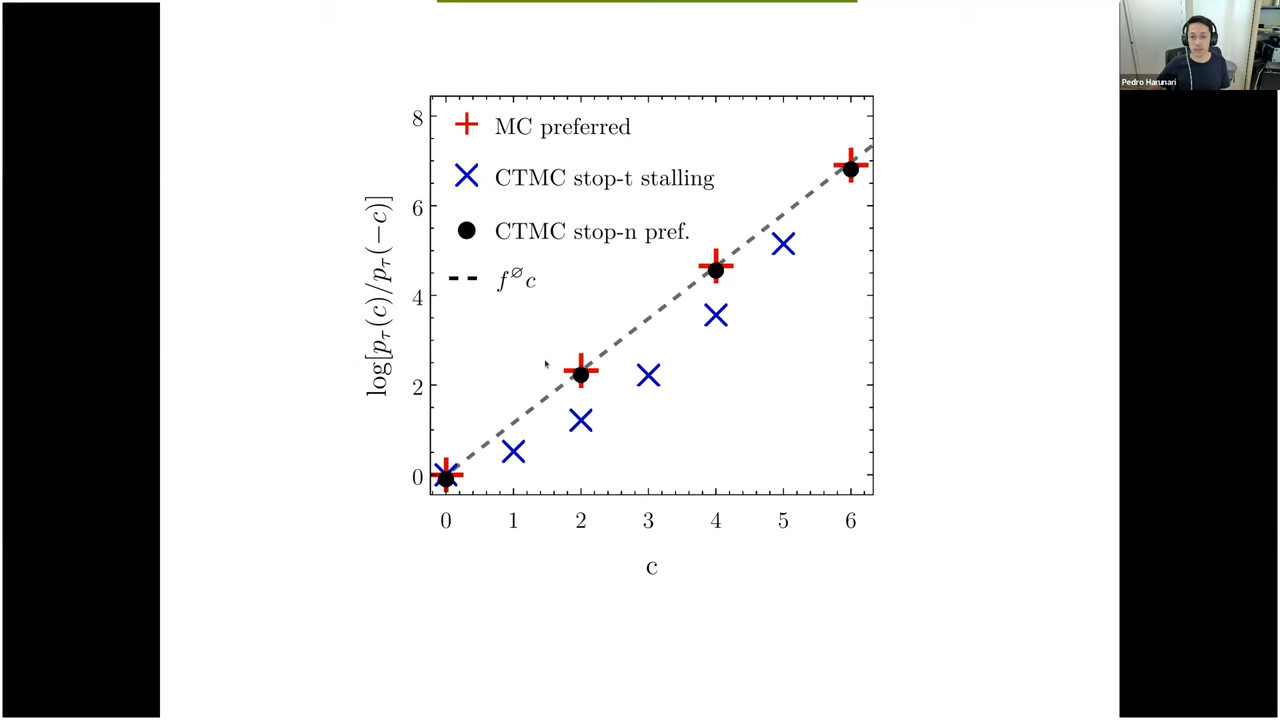 Pedro Harunari
MC preferred
CTMC stop-t stalling
CTMC stop-n pref.
f^∅c
log[p_τ(c)/p_τ(−c)]
8
6
4
2
0
0 1 2 3 4 5 6
c